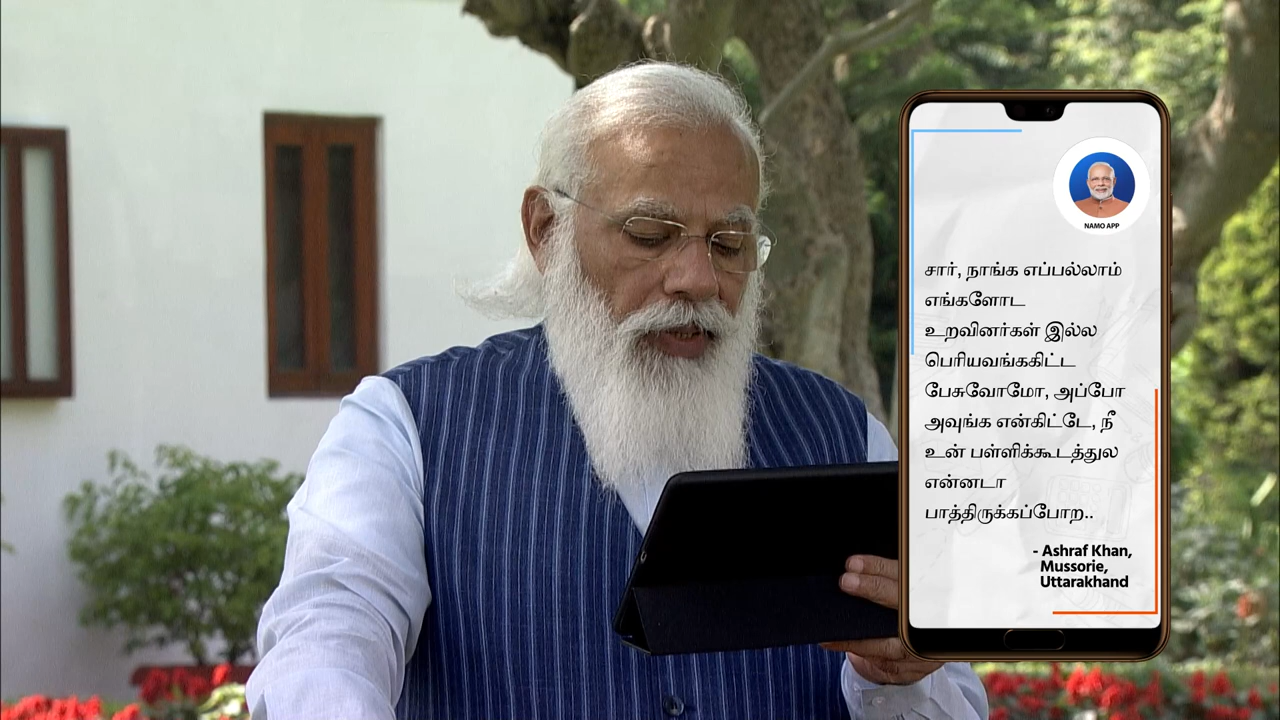 NAMO APP
சார், நாங்க எப்பல்லாம்
எங்களோட
உறவினர்கள் இல்ல
பெரியவங்ககிட்ட
பேசுவோமோ, அப்போ
அவுங்க என்கிட்டே, நீ
உன் பள்ளிக்கூடத்துல
என்னடா
பாத்திருக்கப்போற..
- Ashraf Khan,
Mussorie,
Uttarakhand